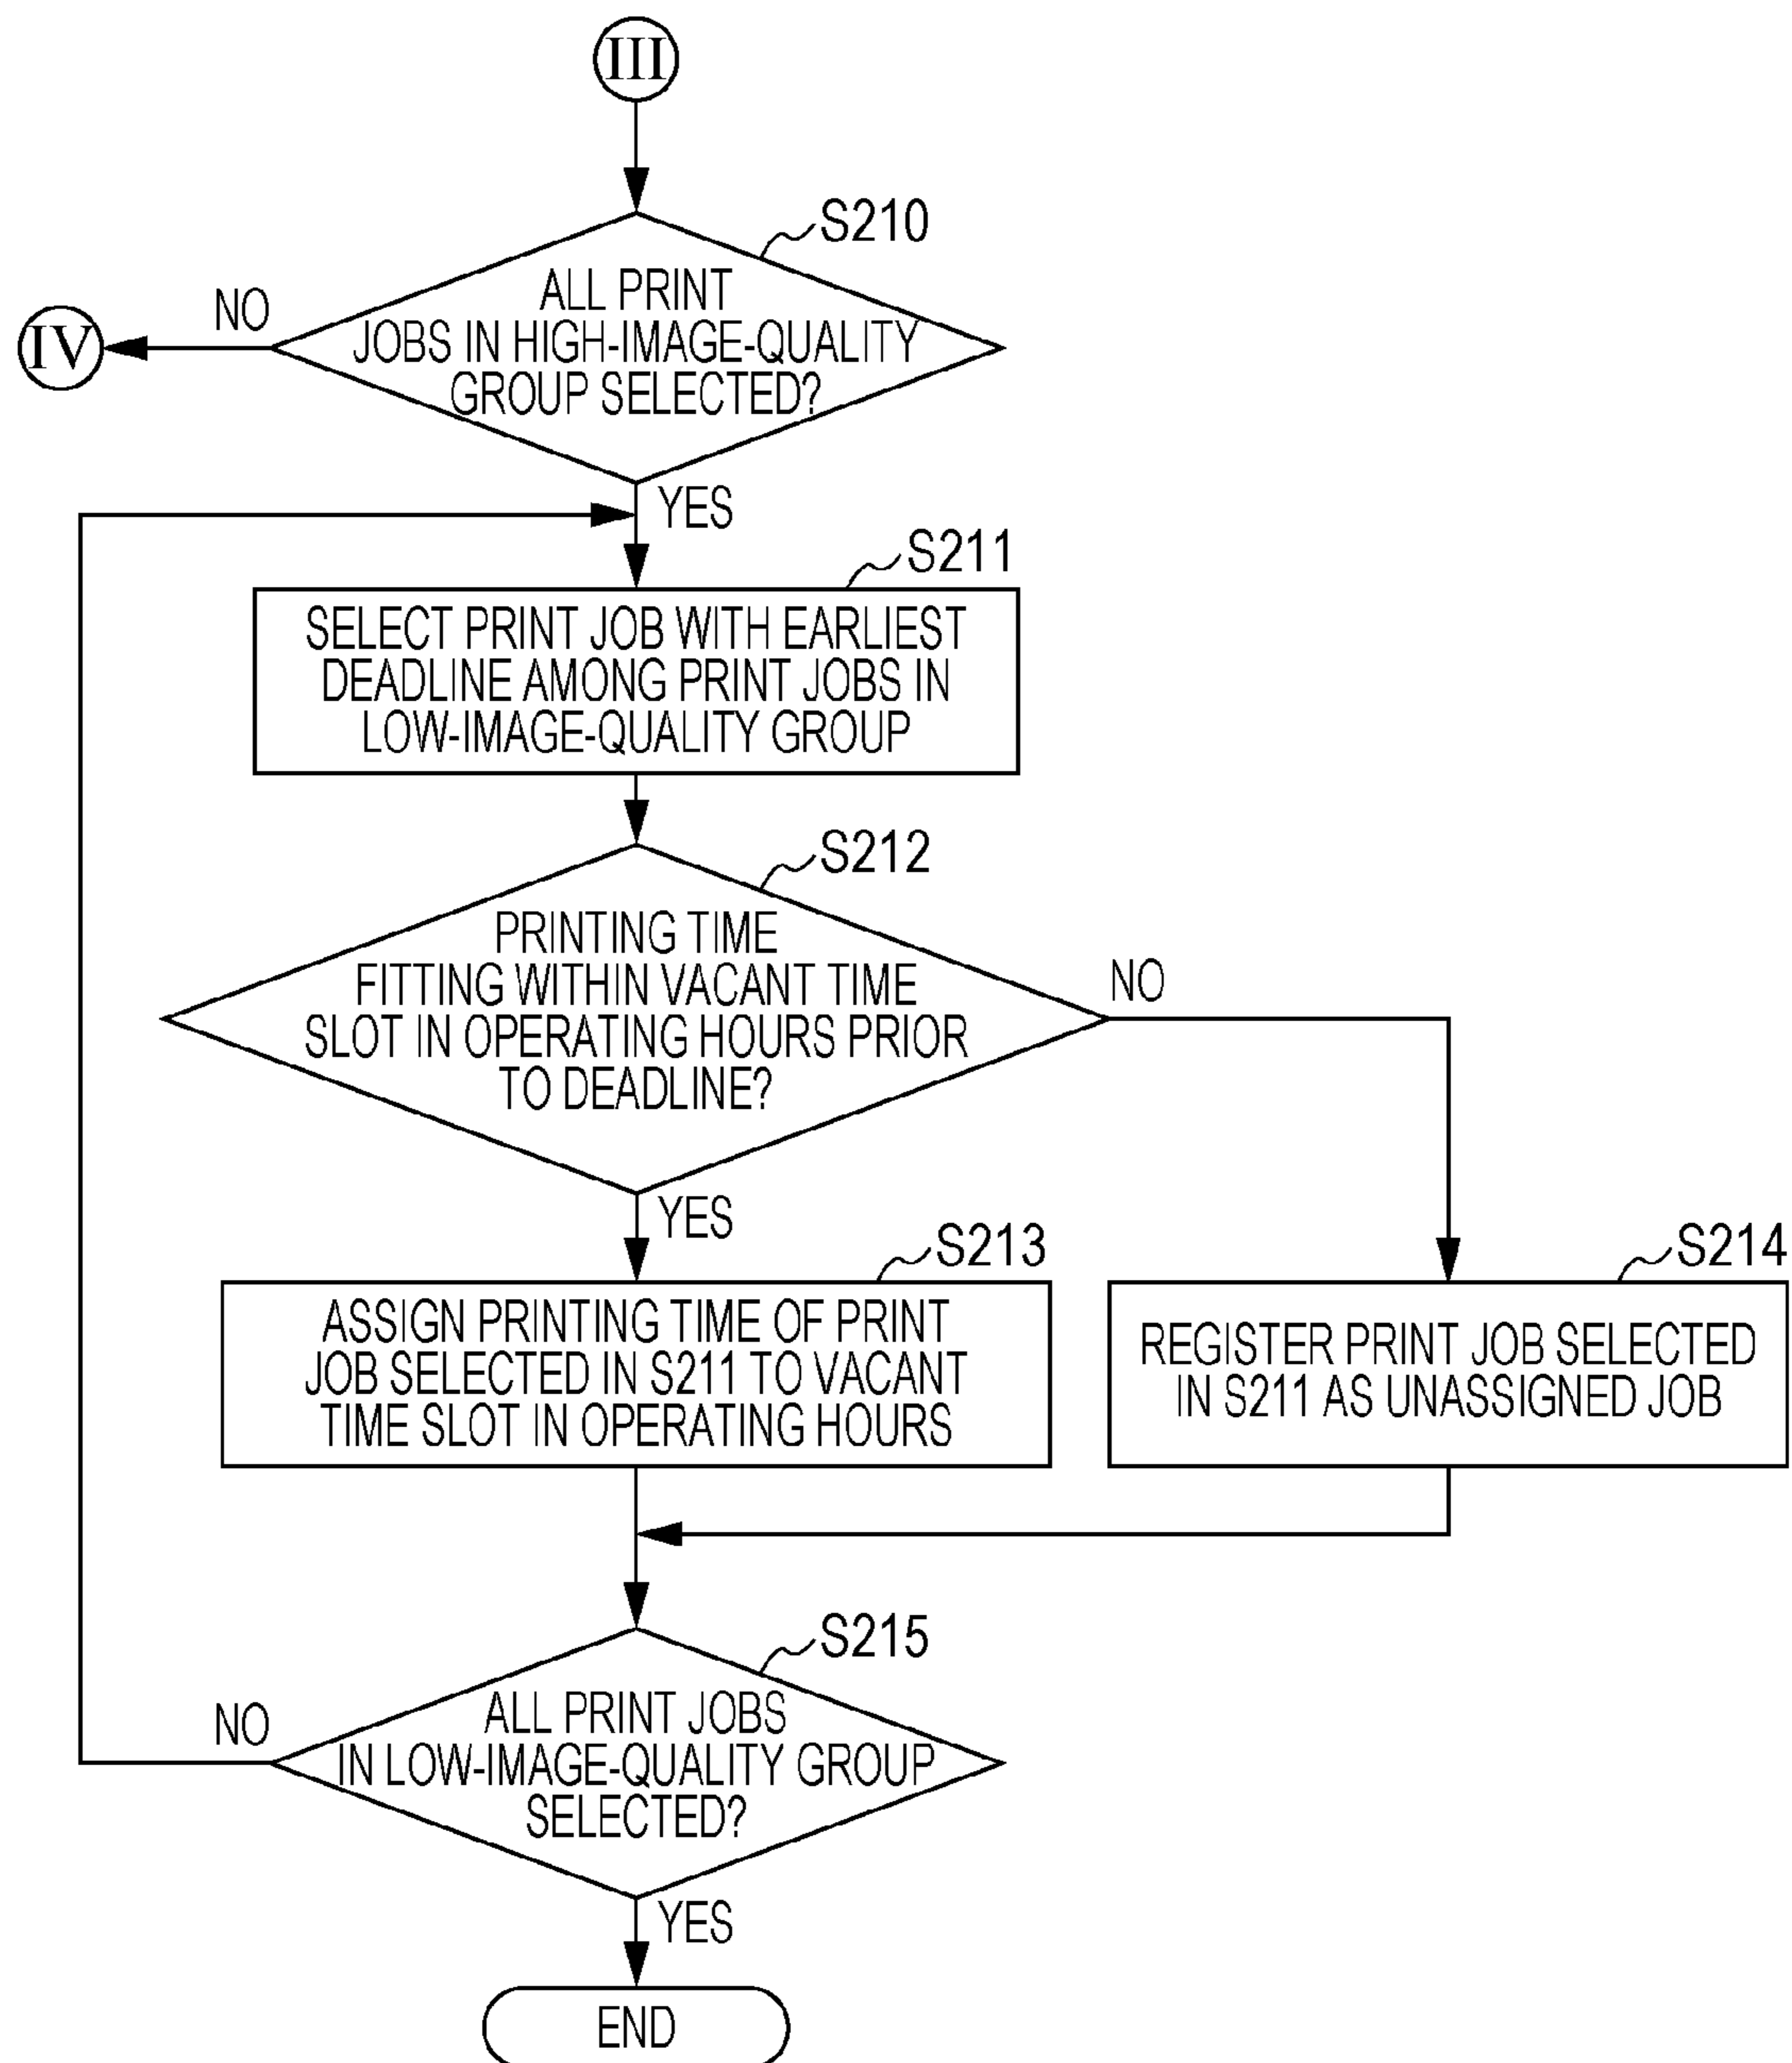 III
S210
ALL PRINT
JOBS IN HIGH-IMAGE-QUALITY
GROUP SELECTED?
NO
IV
YES
S211
SELECT PRINT JOB WITH EARLIEST
DEADLINE AMONG PRINT JOBS IN
LOW-IMAGE-QUALITY GROUP
S212
PRINTING TIME
FITTING WITHIN VACANT TIME
SLOT IN OPERATING HOURS PRIOR
TO DEADLINE?
NO
YES
S213
ASSIGN PRINTING TIME OF PRINT
JOB SELECTED IN S211 TO VACANT
TIME SLOT IN OPERATING HOURS
S214
REGISTER PRINT JOB SELECTED
IN S211 AS UNASSIGNED JOB
S215
ALL PRINT JOBS
IN LOW-IMAGE-QUALITY GROUP
SELECTED?
NO
YES
END